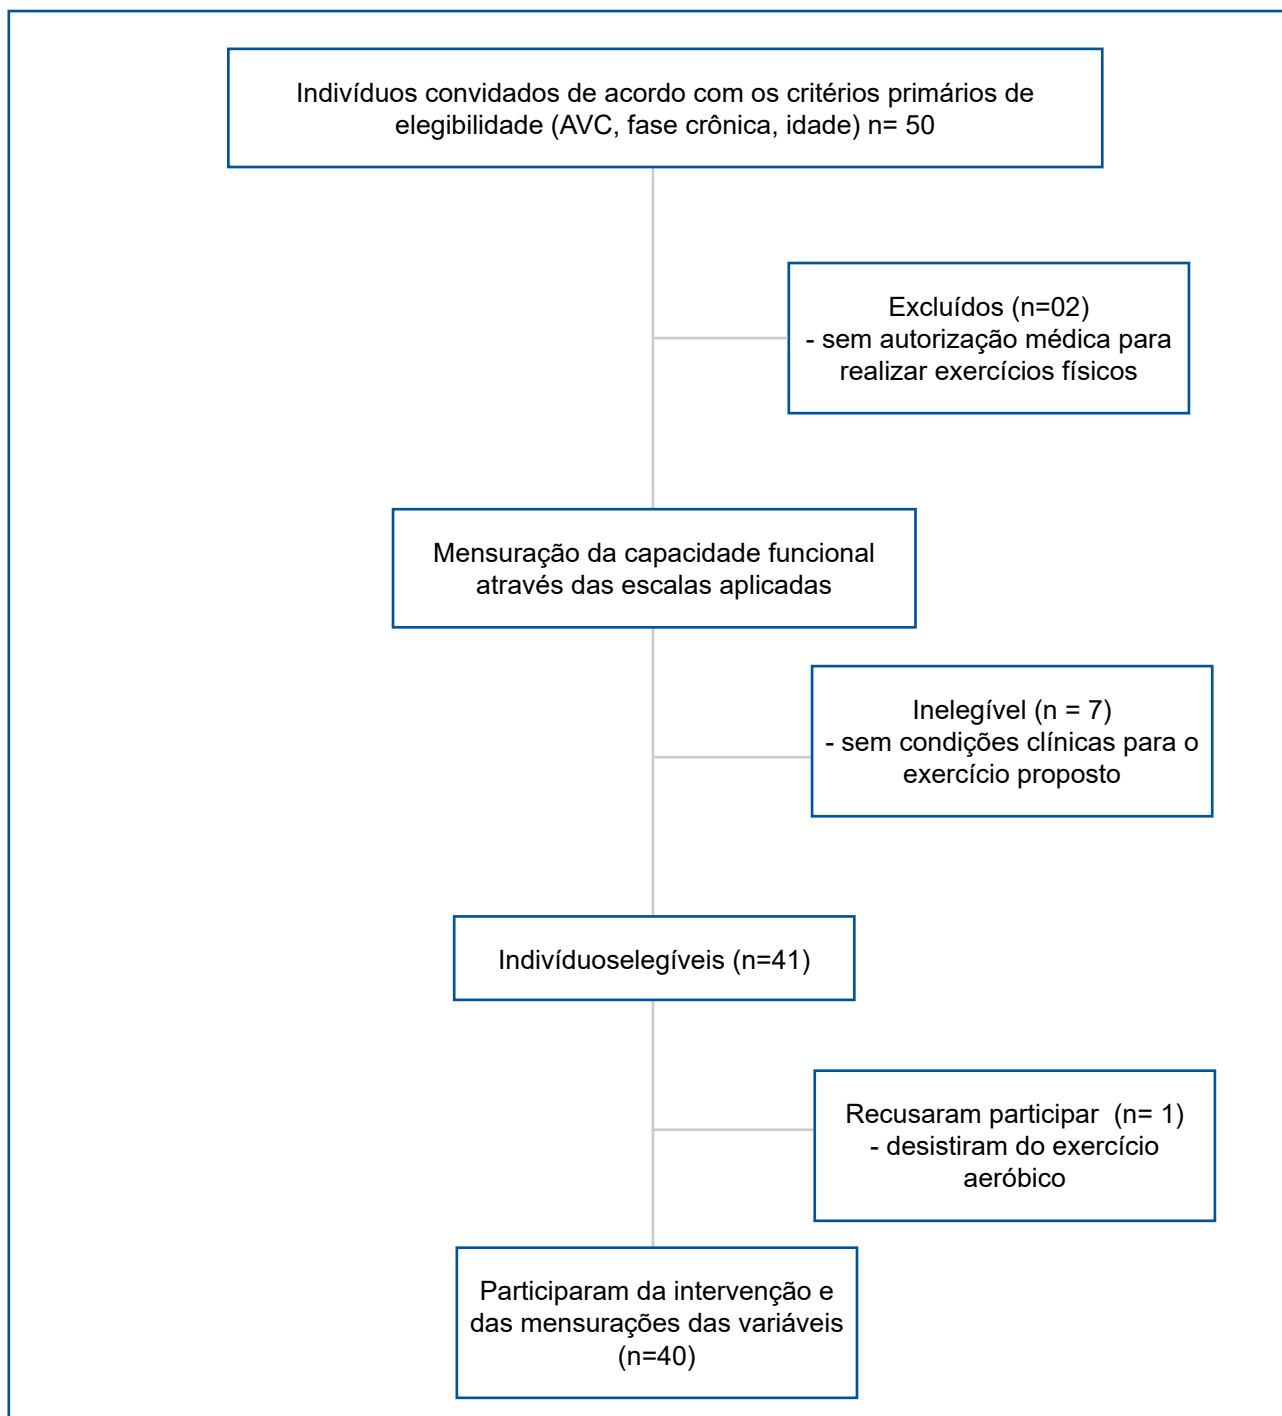 Indivíduos convidados de acordo com os critérios primários de
elegibilidade (AVC, fase crônica, idade) n= 50
Excluídos (n=02)
- sem autorização médica para
realizar exercícios físicos
Mensuração da capacidade funcional
através das escalas aplicadas
Inelegível (n = 7)
- sem condições clínicas para o
exercício proposto
Indivíduoselegíveis (n=41)
Recusaram participar  (n= 1)
- desistiram do exercício
aeróbico
Participaram da intervenção e
das mensurações das variáveis
(n=40)